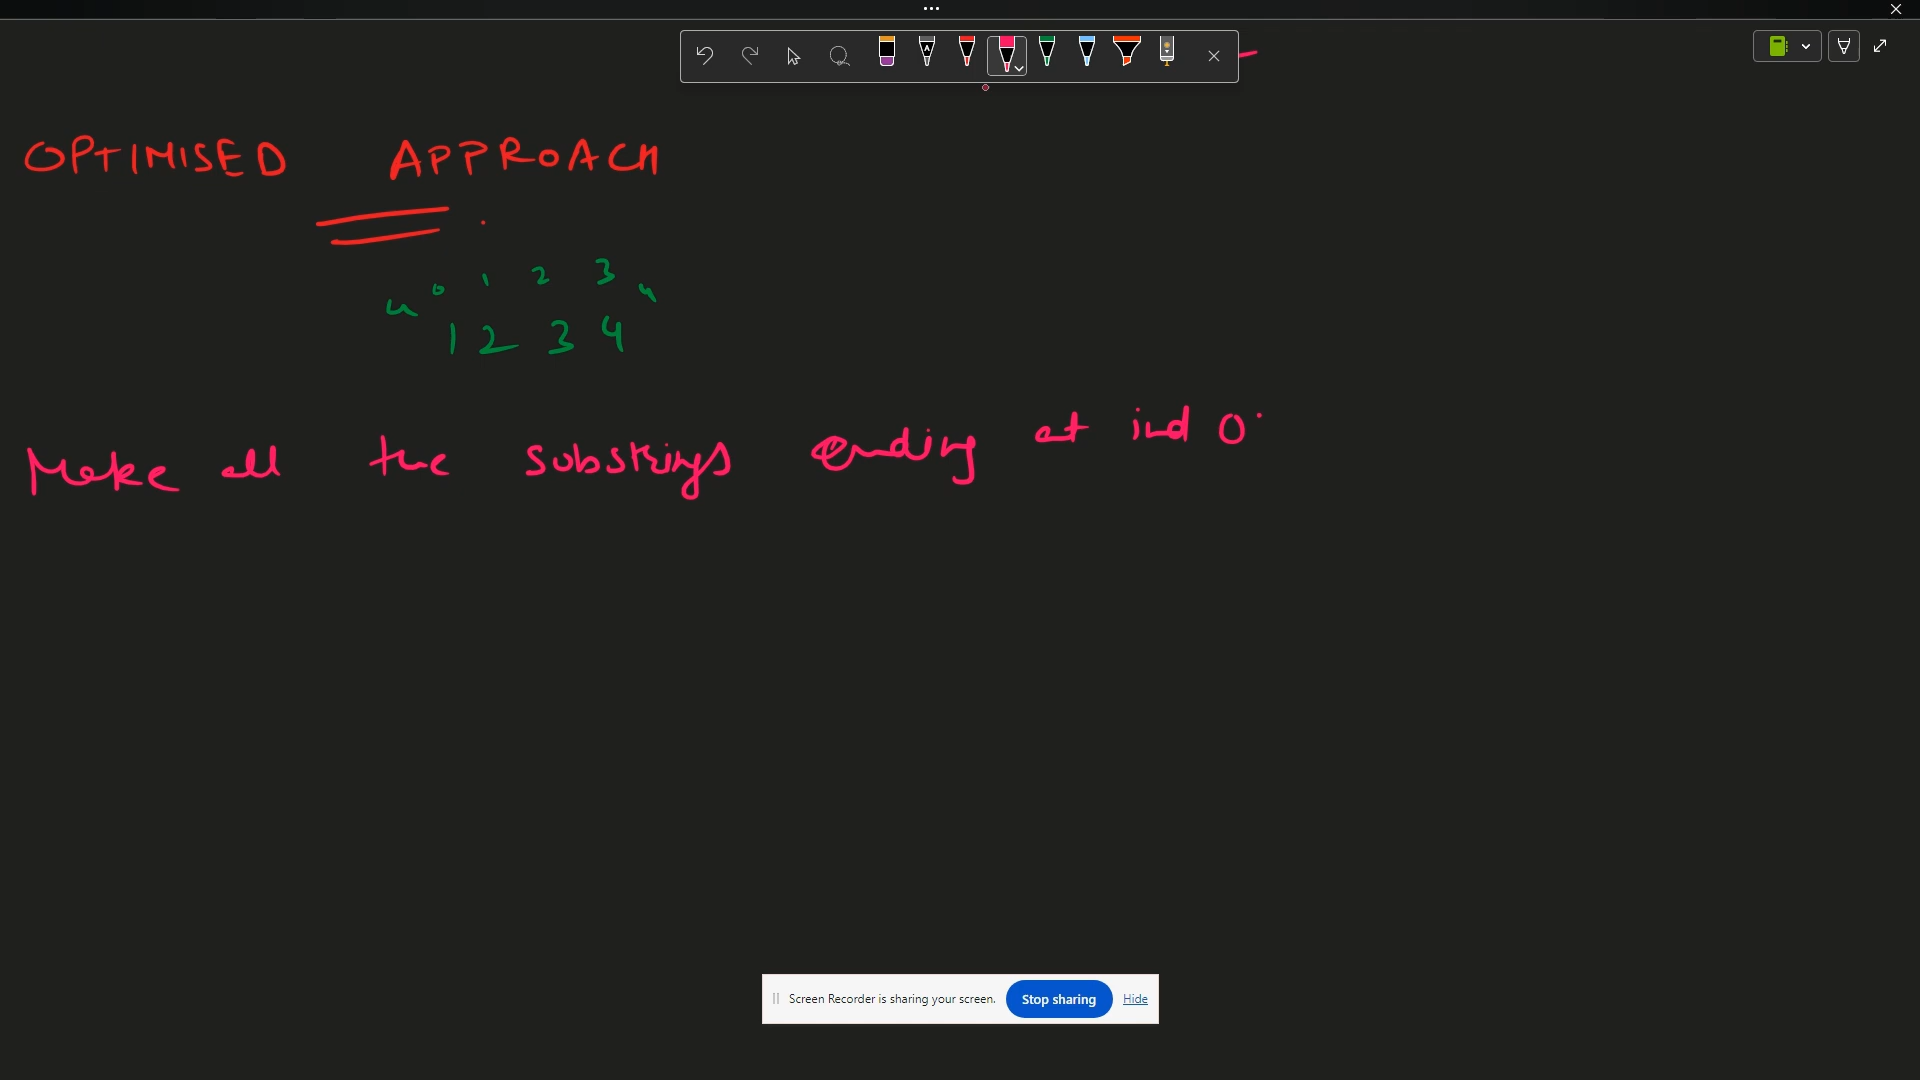 OPTIMISED APPROACH
0 1 2 3
" 1 2 3 4 "
Make all the substrings ending at ind 0.
Screen Recorder is sharing your screen. Stop sharing Hide